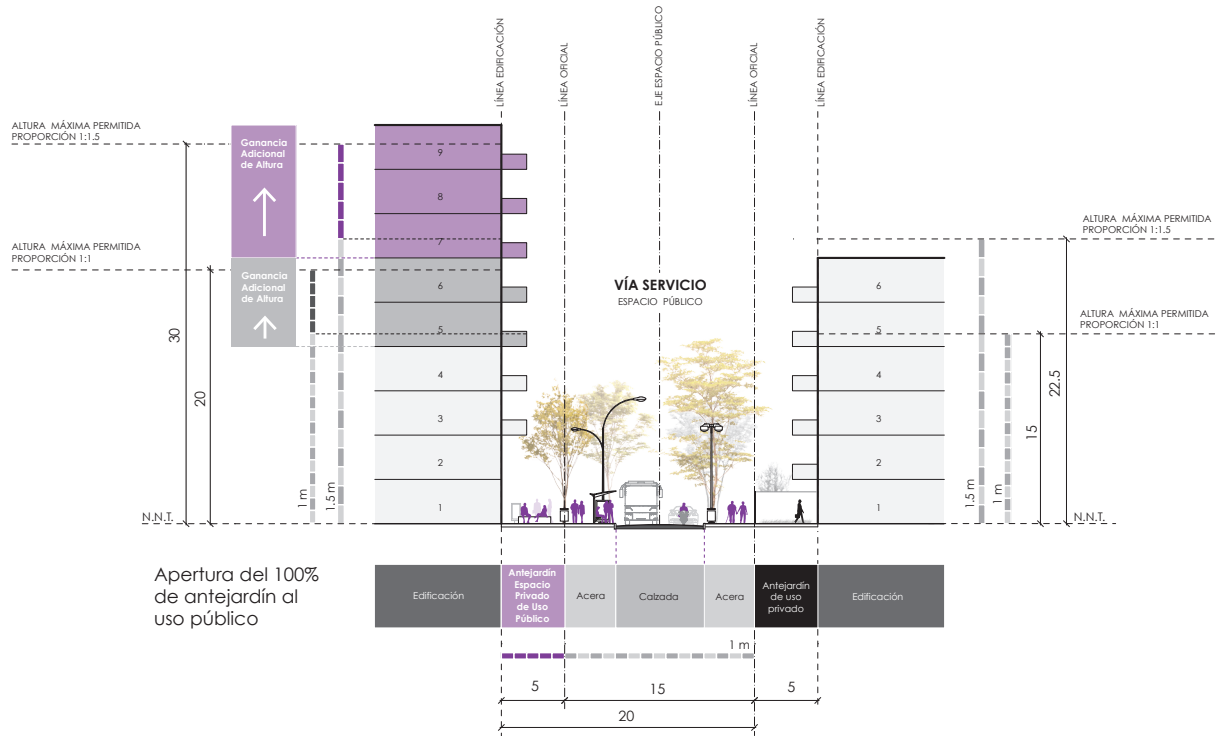 LÍNEA EDIFCACIÓN
LÍNEA OFICIAL
EJE ESPACIO PÚBLICO
LÍNEA OFICIAL
LÍNEA EDIFCACIÓN
ALTURA MÁXIMA PERMITIDA
PROPORCIÓN 1:1.5
ALTURA MÁXIMA PERMITIDA
PROPORCIÓN 1:1
Ganancia
Adicional
de Altura
Ganancia
Adicional
de Altura
30
20
1 m
1.5 m
N.N.T.
9
8
7
6
5
4
3
2
1
VÍA SERVICIO
ESPACIO PÚBLICO
6
5
4
3
2
1
ALTURA MÁXIMA PERMITIDA
PROPORCIÓN 1:1.5
ALTURA MÁXIMA PERMITIDA
PROPORCIÓN 1:1
1.5 m
1 m
15
22.5
N.N.T.
Apertura del 100%
de antejardín al
uso público
Edificación
Antejardín
Espacio
Privado
de Uso
Público
Acera
Calzada
Acera
Antejardín
de uso
privado
Edificación
1 m
5
15
5
20